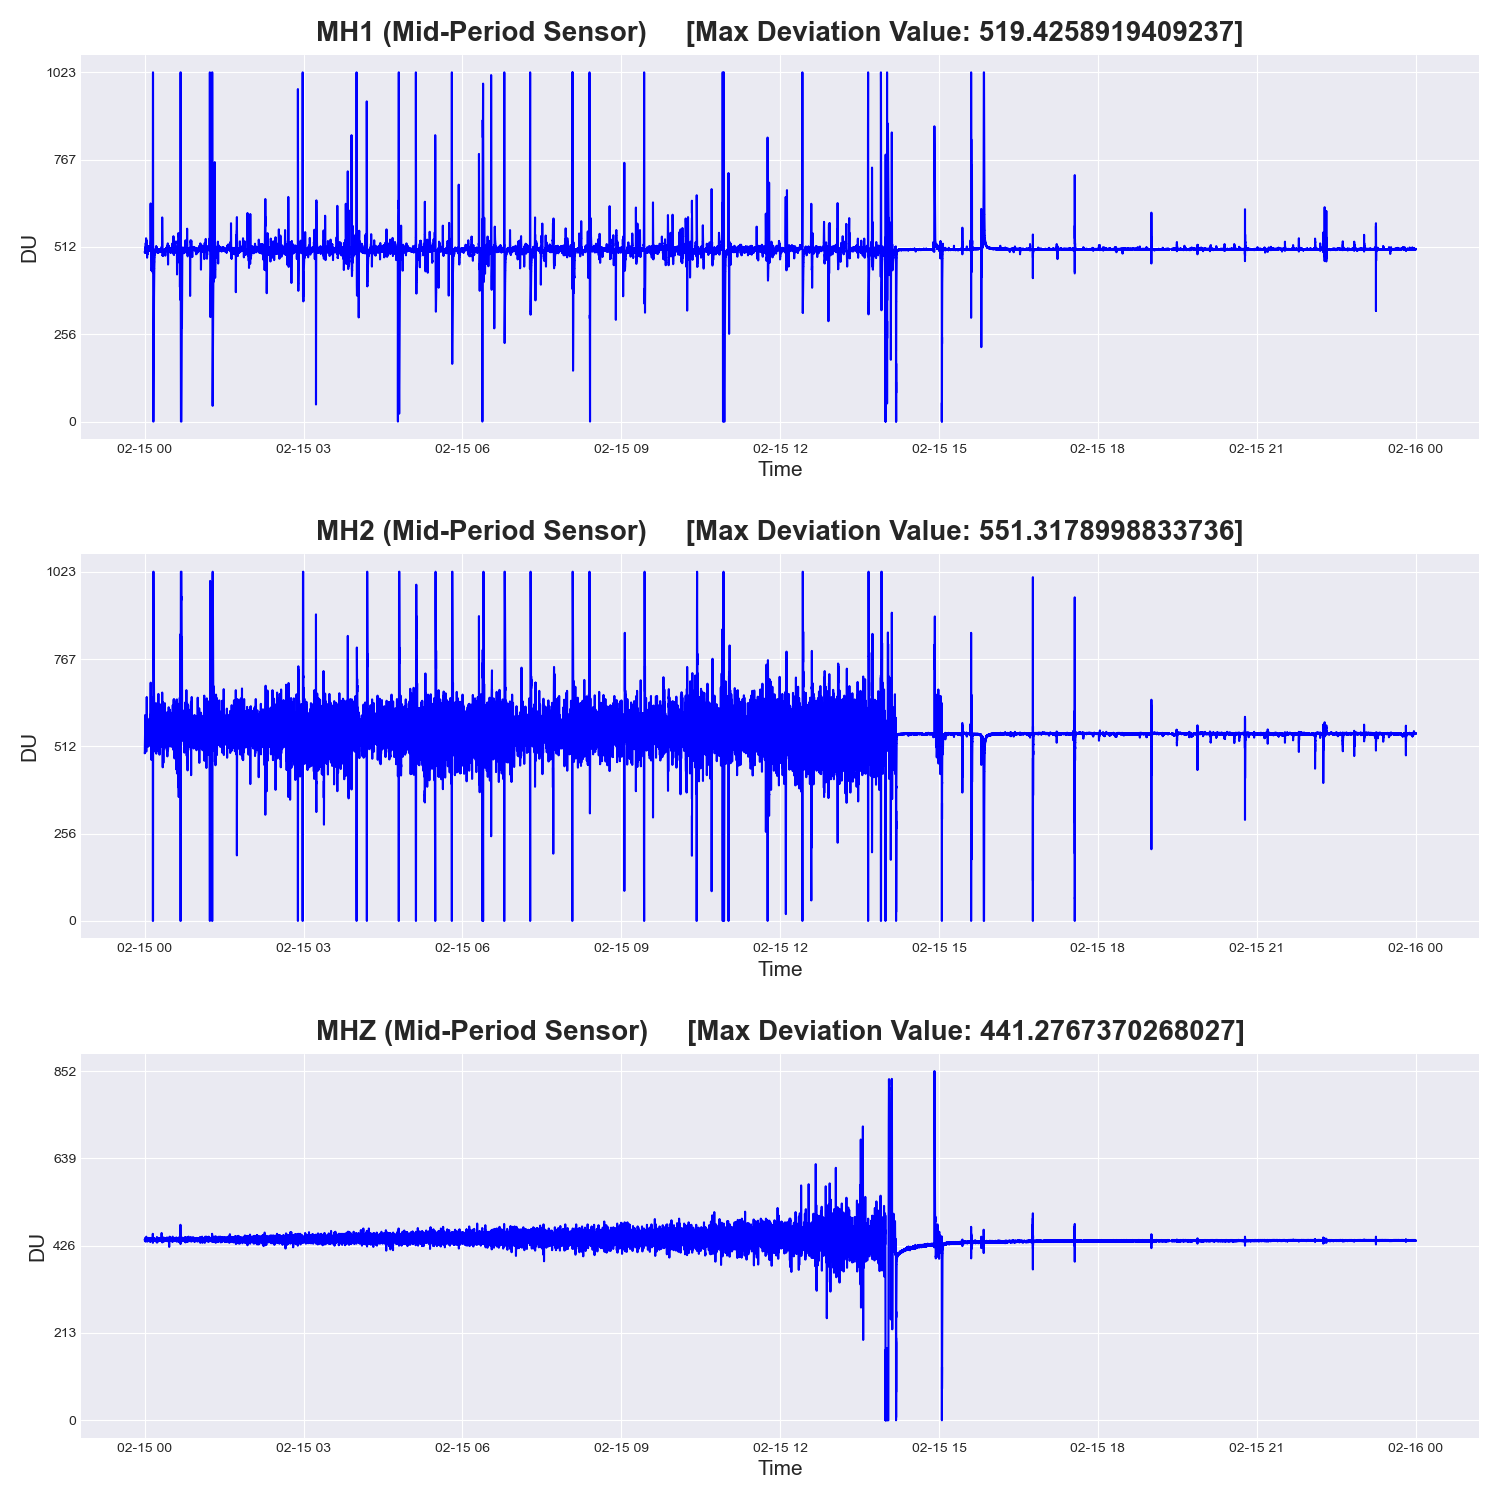 MH1 (Mid-Period Sensor) [Max Deviation Value: 519.4258919409237]
1023
767
512
256
0
DU
02-15 00 02-15 03 02-15 06 02-15 09 02-15 12 02-15 15 02-15 18 02-15 21 02-16 00
Time
MH2 (Mid-Period Sensor) [Max Deviation Value: 551.3178998833736]
1023
767
512
256
0
DU
02-15 00 02-15 03 02-15 06 02-15 09 02-15 12 02-15 15 02-15 18 02-15 21 02-16 00
Time
MHZ (Mid-Period Sensor) [Max Deviation Value: 441.2767370268027]
852
639
426
213
0
DU
02-15 00 02-15 03 02-15 06 02-15 09 02-15 12 02-15 15 02-15 18 02-15 21 02-16 00
Time